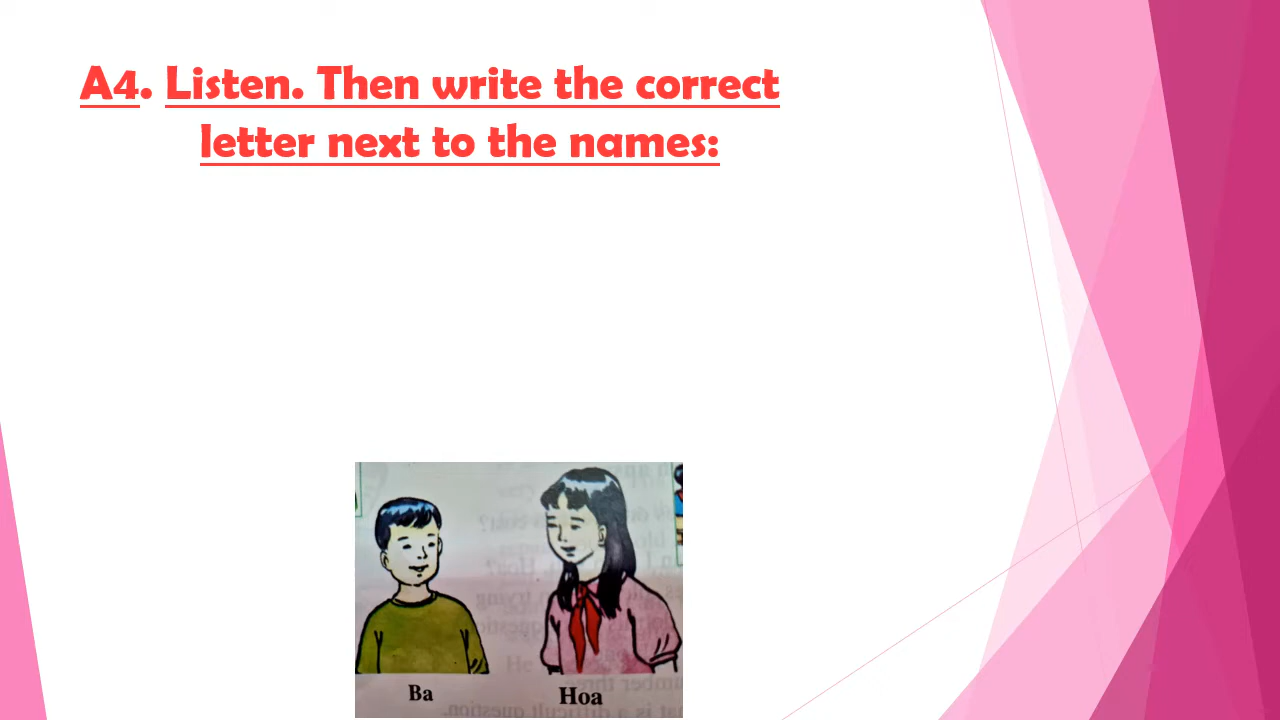 A4. Listen. Then write the correct
letter next to the names:
Ba
Hoa